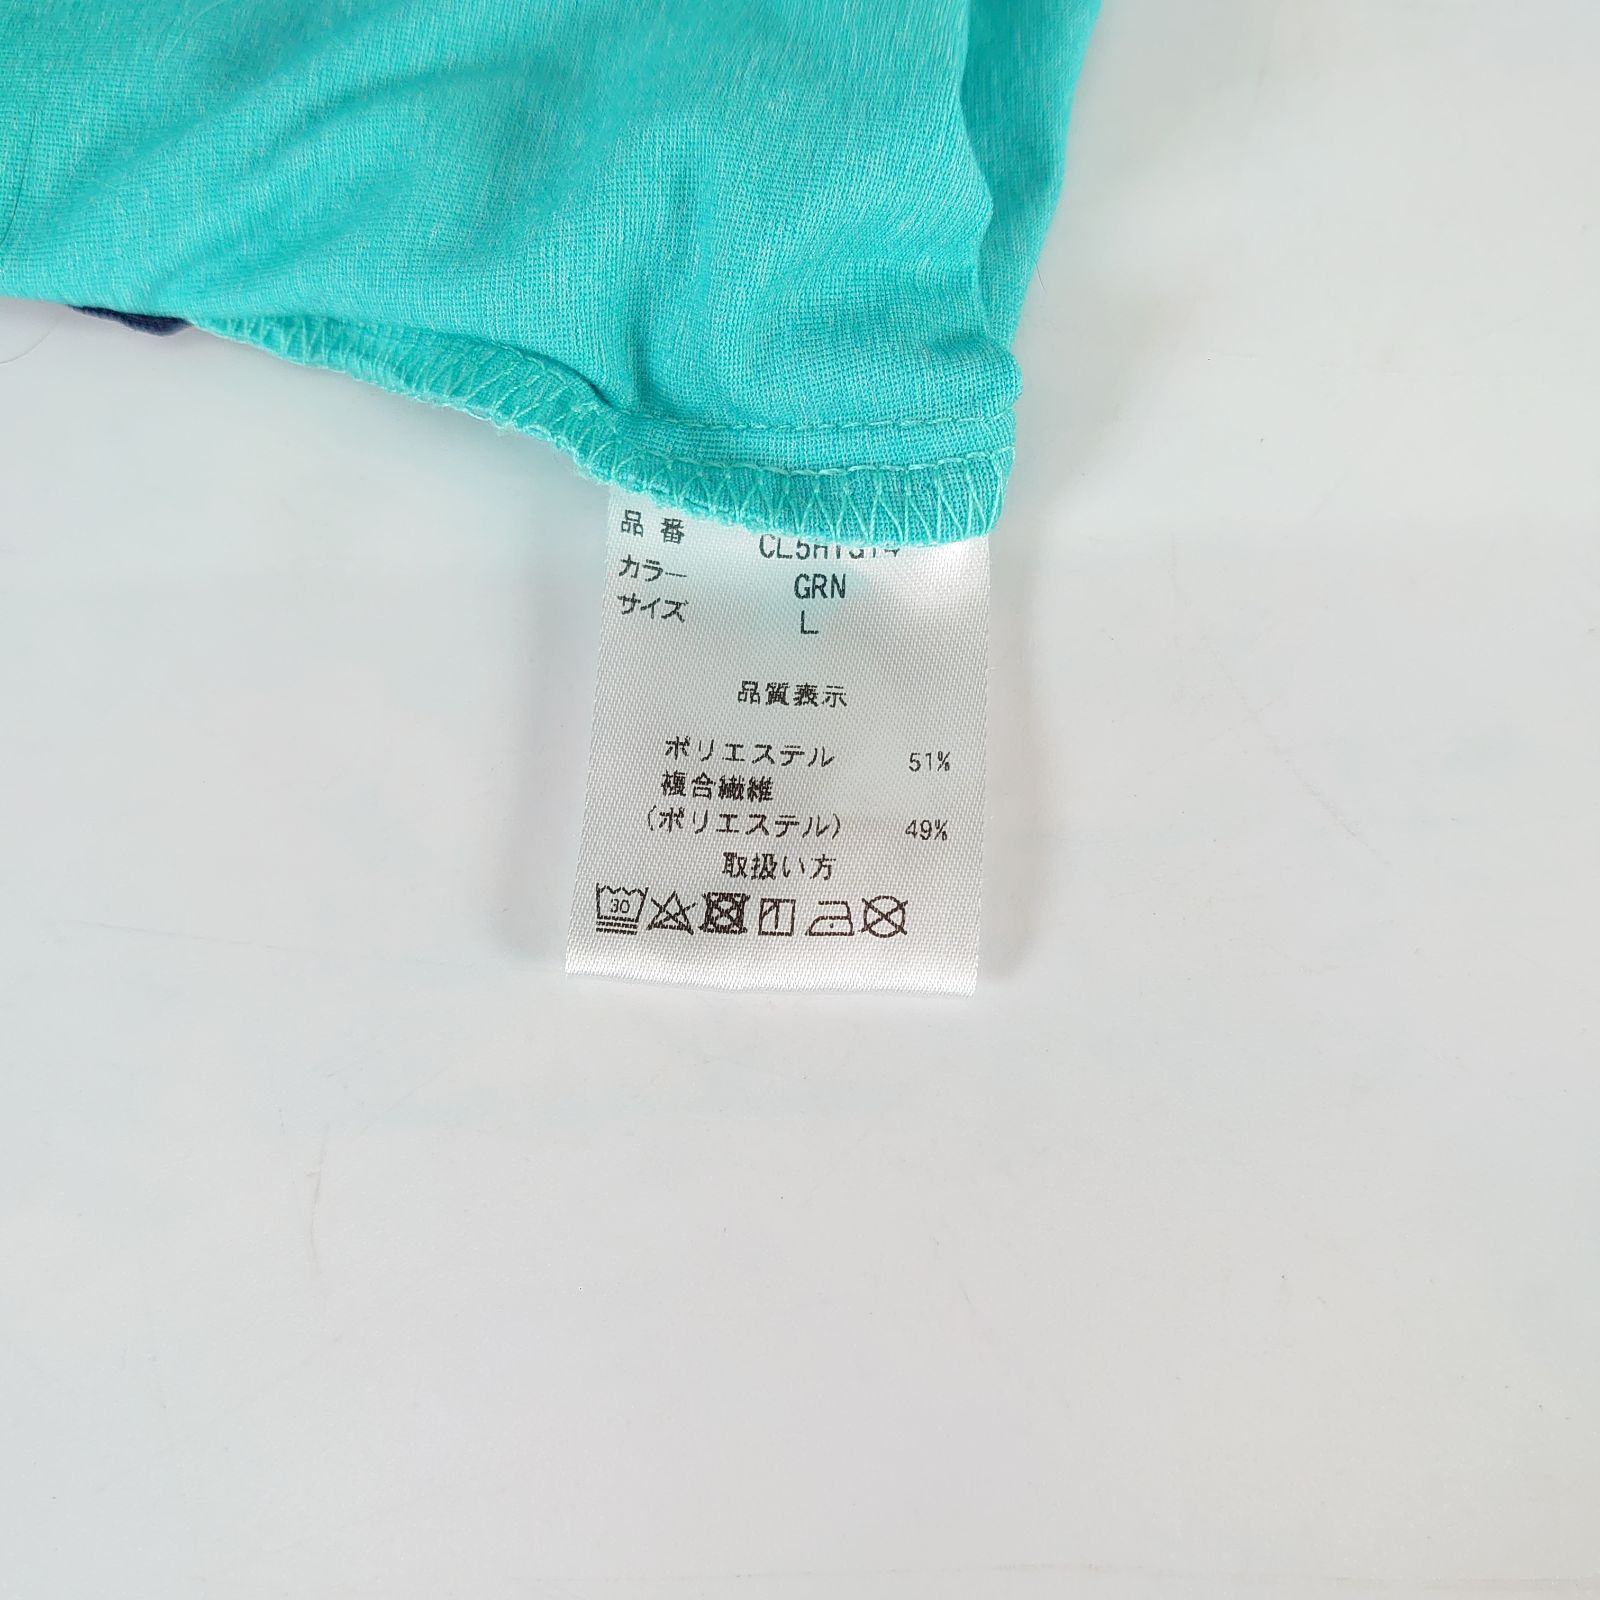 品番
カラー GRN
サイズ L
品質表示
ポリエステル 51%
複合繊維
(ポリエステル) 49%
取扱い方
30